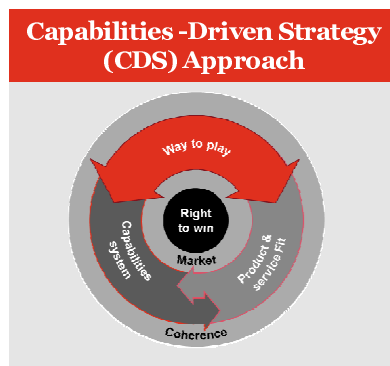 Capabilities -Driven Strategy
(CDS) Approach
Way to play
Right
to win
Market
Capabilities
system
Product &
service Fit
Coherence